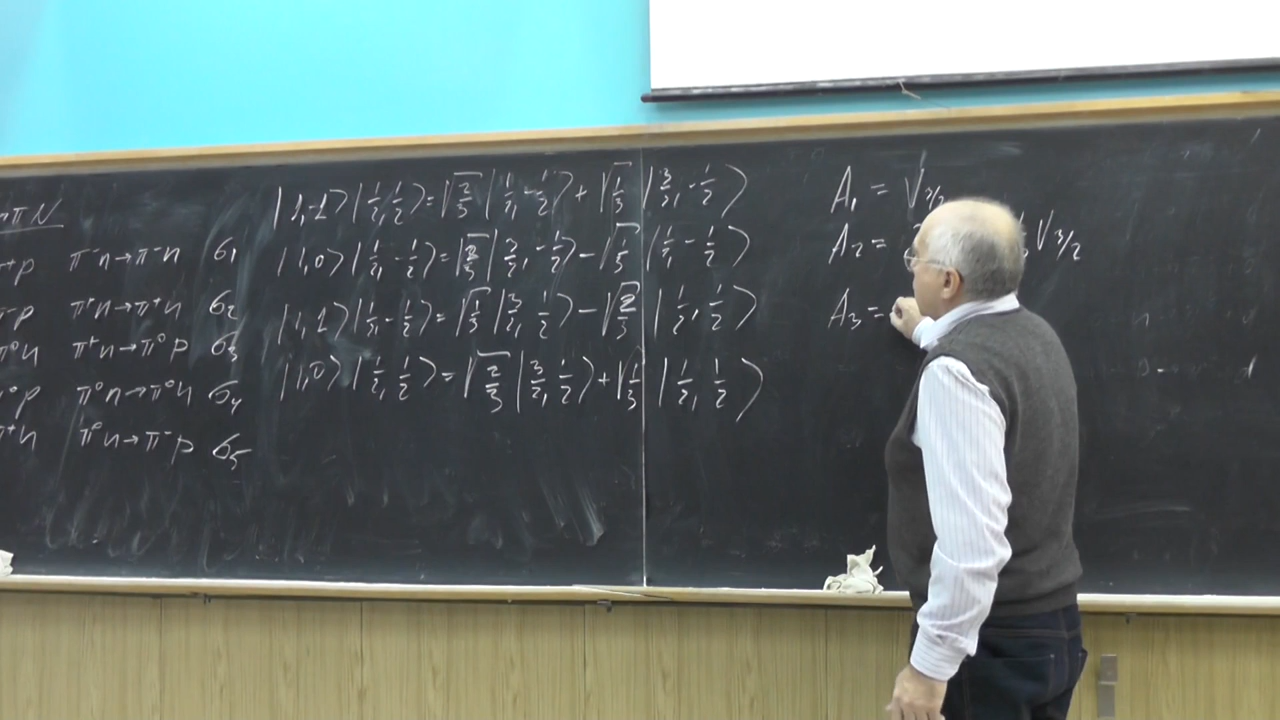 πN
π⁻n→π⁻n σ₁
π⁺n→π⁺n σ₂
π⁺n→π⁰p σ₃
π⁰n→π⁰n σ₄
π⁰n→π⁻p σ₅
|1,-1⟩|1/2,1/2⟩=√2/3|1/2,-1/2⟩+√1/3|3/2,-1/2⟩
|1,0⟩|1/2,-1/2⟩=√2/3|3/2,-1/2⟩-√1/3|1/2,-1/2⟩
|1,1⟩|1/2,-1/2⟩=√1/3|3/2,1/2⟩-√2/3|1/2,1/2⟩
|1,0⟩|1/2,1/2⟩=√2/3|3/2,1/2⟩+√1/3|1/2,1/2⟩
A₁=V3/2
A₂= V3/2
A₃=